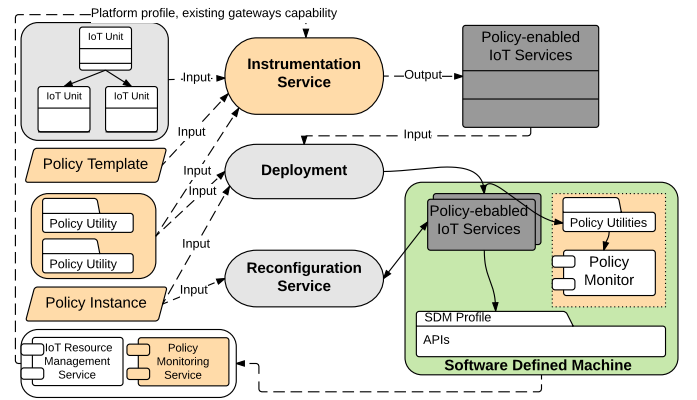 Platform profile, existing gateways capability
IoT Unit
IoT Unit
IoT Unit
Input
Instrumentation
Service
Output
Policy-enabled
IoT Services
Input
Input
Policy Template
Input
Input
Deployment
Policy Utility
Policy Utility
Input
Policy-ebabled
IoT Services
Policy Utilities
Policy
Monitor
Policy Instance
Input
Reconfiguration
Service
SDM Profile
APIs
Software Defined Machine
IoT Resource
Management
Service
Policy
Monitoring
Service